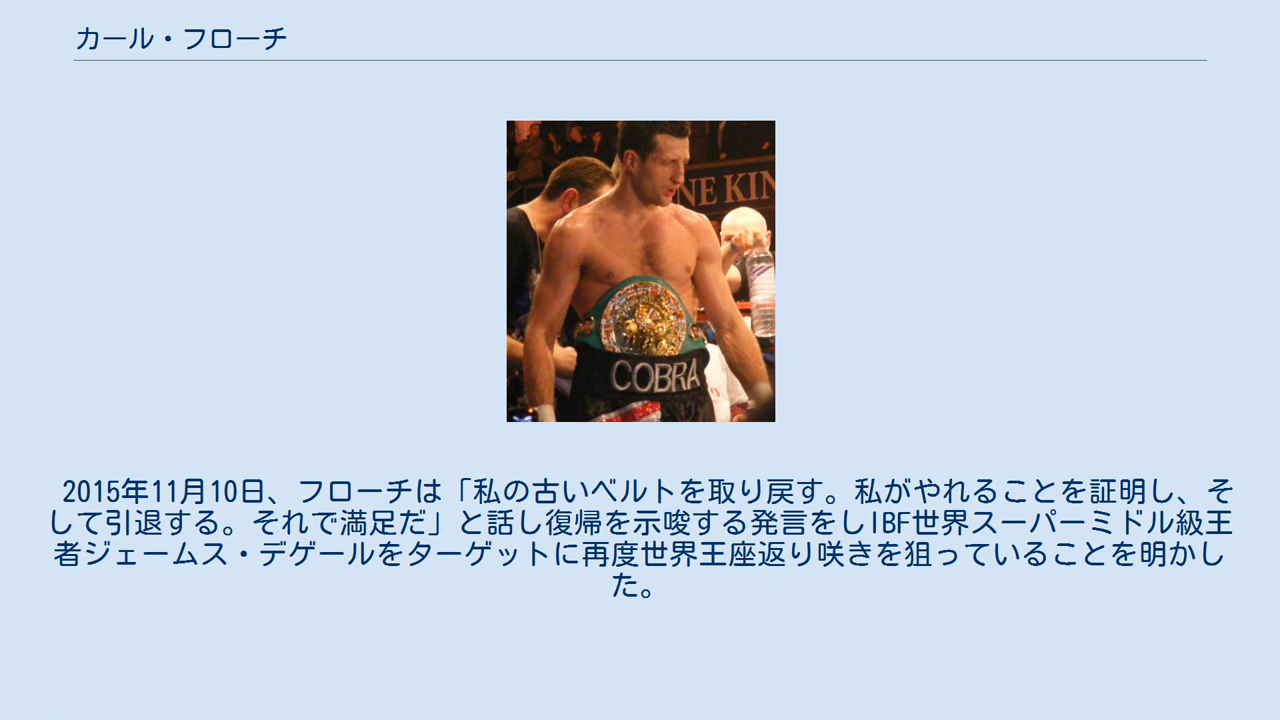 カール・フローチ
NE KIN
COBRA
2015年11月10日、フローチは「私の古いベルトを取り戻す。私がやれることを証明し、そ
して引退する。それで満足だ」と話し復帰を示唆する発言をしIBF世界スーパーミドル級王
者ジェームス・デゲールをターゲットに再度世界王座返り咲きを狙っていることを明かし
た。